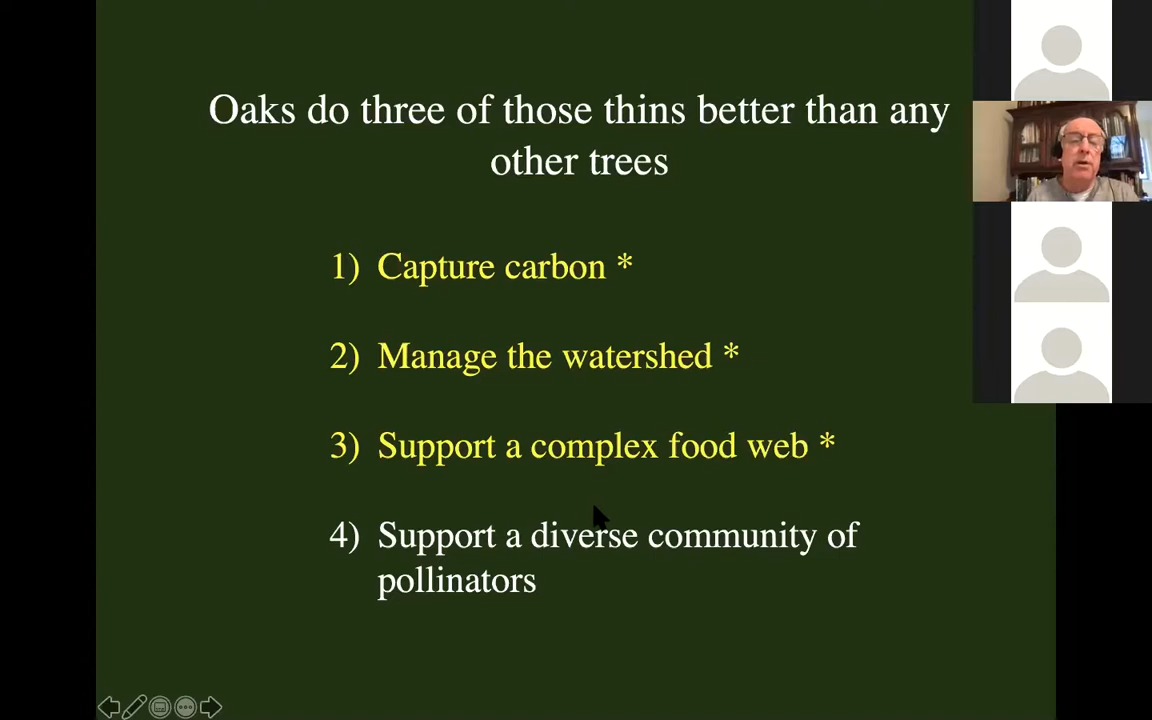 Oaks do three of those thins better than any
other trees
1) Capture carbon *
2) Manage the watershed *
3) Support a complex food web *
4) Support a diverse community of
pollinators